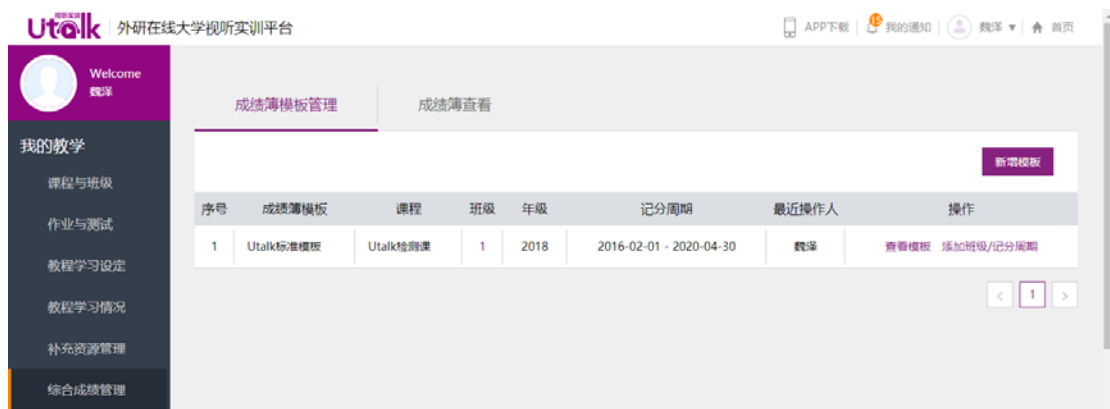 视听实训
Utalk 外研在线大学视听实训平台
APP下载 15 我的通知 魏泽 ▼ 首页
Welcome
魏泽
成绩簿模板管理 成绩簿查看
我的教学
新增模板
课程与班级
序号 成绩簿模板 课程 班级 年级 记分周期 最近操作人 操作
作业与测试
1 Utalk标准模板 Utalk检测课 1 2018 2016-02-01 - 2020-04-30 魏泽 查看模板 添加班级/记分周期
教程学习设定
< 1 >
教程学习情况
补充资源管理
综合成绩管理